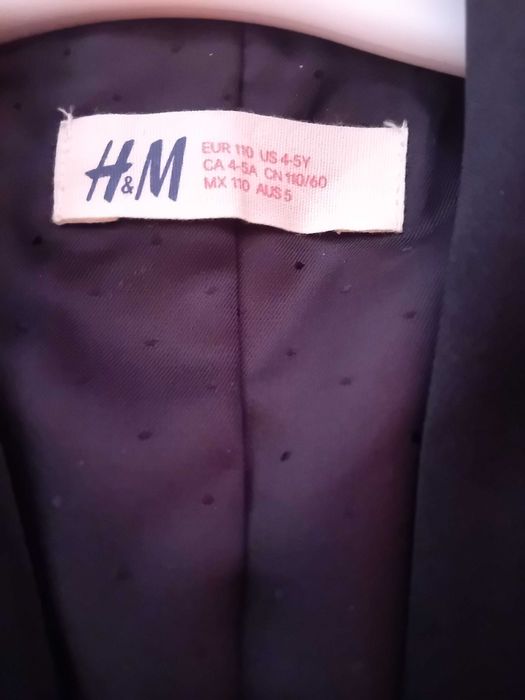 H&M
EUR 110 US 4-5Y
CA 4-5A CN 110/60
MX 110 AUS 5